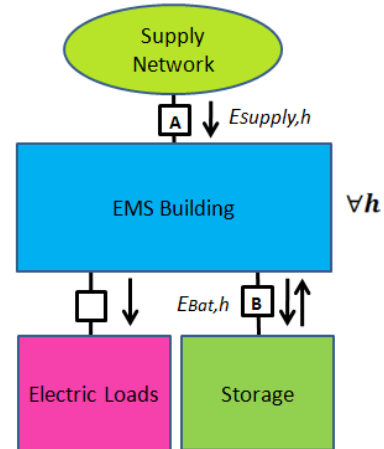 Supply
Network
A
Esupply,h
EMS Building
∀h
EBat,h
B
Electric Loads
Storage